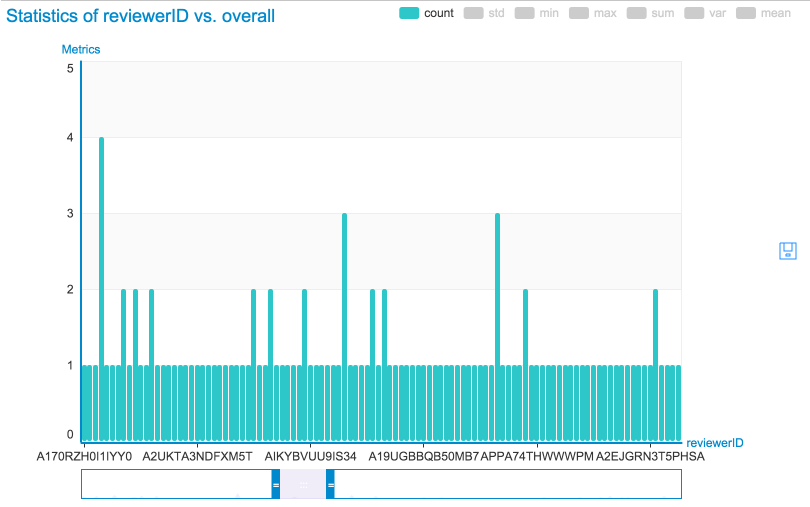 Statistics of reviewerID vs. overall
count std min max sum var mean
Metrics
5
4
3
2
1
0
reviewerID
A170RZH0I1IYY0 A2UKTA3NDFXM5T AIKYBVUU9IS34 A19UGBBQB50MB7 APPA74THWWWPM A2EJGRN3T5PHSA